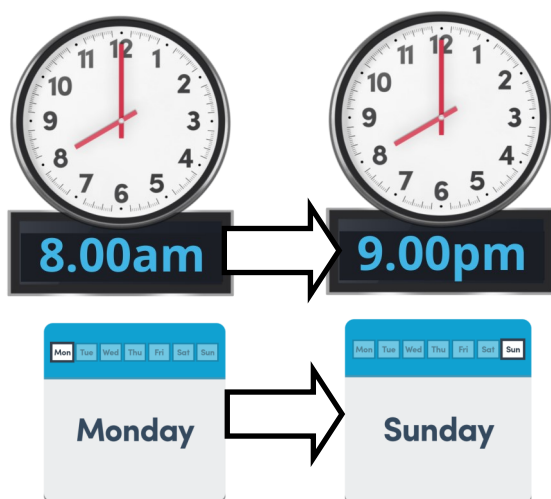 12 1 2 3 4 5 6 7 8 9 10 11
12 1 2 3 4 5 6 7 8 9 10 11
8.00am
9.00pm
Mon Tue Wed Thu Fri Sat Sun
Mon Tue Wed Thu Fri Sat Sun
Monday
Sunday